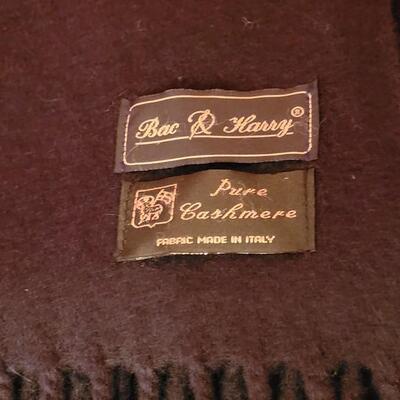 Bac & Harry®
Pure
Cashmere
FABRIC MADE IN ITALY